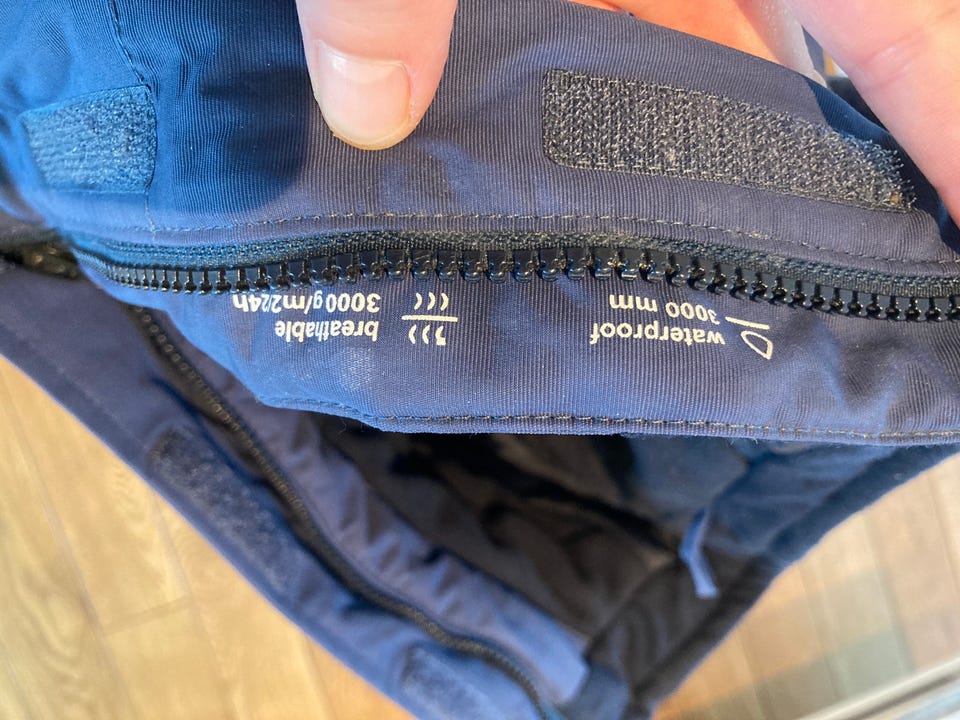 waterproof
3000 mm
breathable
3000g/m2/24h